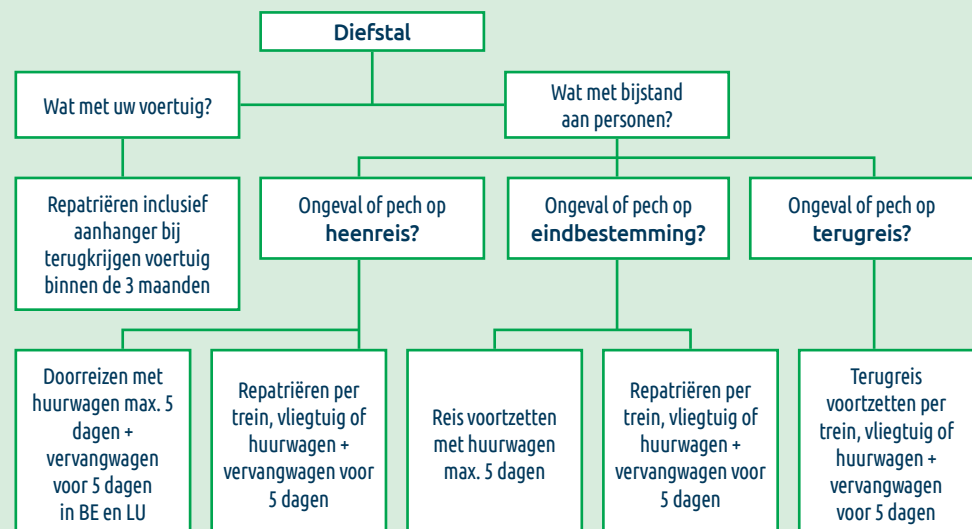 Diefstal
Wat met uw voertuig?
Wat met bijstand
aan personen?
Repatriëren inclusief
aanhanger bij
terugkrijgen voertuig
binnen de 3 maanden
Ongeval of pech op
heenreis?
Ongeval of pech op
eindbestemming?
Ongeval of pech op
terugreis?
Doorreizen met
huurwagen max. 5
dagen +
vervangwagen
voor 5 dagen
in BE en LU
Repatriëren per
trein, vliegtuig of
huurwagen +
vervangwagen voor
5 dagen
Reis voortzetten
met huurwagen
max. 5 dagen
Repatriëren per
trein, vliegtuig of
huurwagen +
vervangwagen voor
5 dagen
Terugreis
voortzetten per
trein, vliegtuig of
huurwagen +
vervangwagen
voor 5 dagen